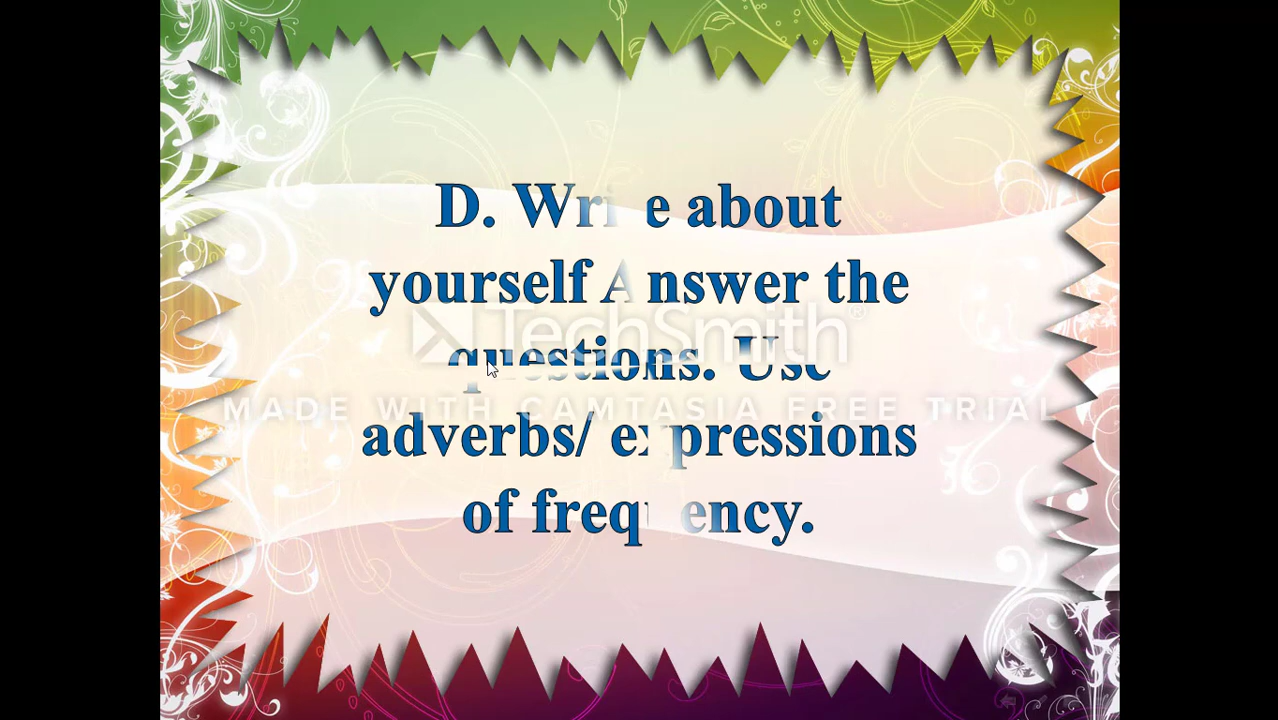 D. Write about
yourself Answer the
questions. Use
adverbs/ expressions
of frequency.
TechSmith®
MADE WITH CAMTASIA FREE TRIAL